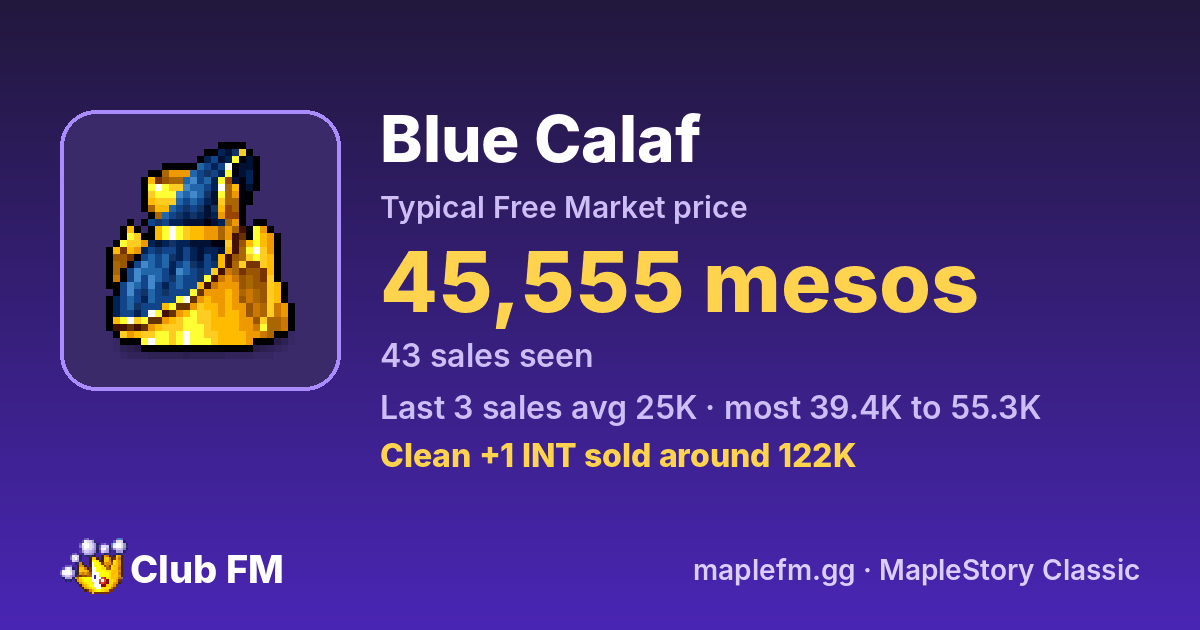 Blue Calaf
Typical Free Market price
45,555 mesos
43 sales seen
Last 3 sales avg 25K · most 39.4K to 55.3K
Clean +1 INT sold around 122K
Club FM
maplefm.gg · MapleStory Classic